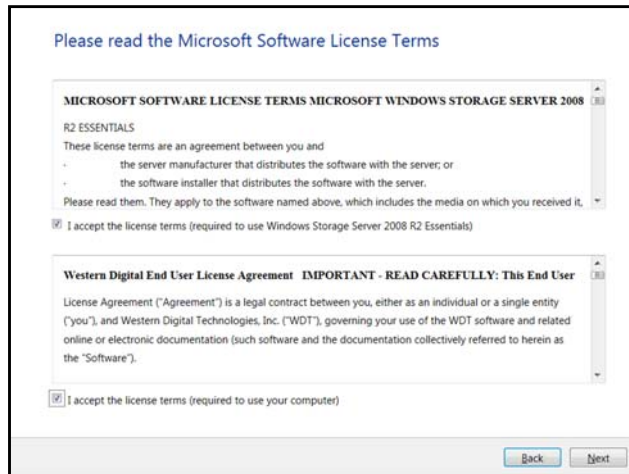 Please read the Microsoft Software License Terms
MICROSOFT SOFTWARE LICENSE TERMS MICROSOFT WINDOWS STORAGE SERVER 2008
R2 ESSENTIALS
These license terms are an agreement between you and
· the server manufacturer that distributes the software with the server; or
· the software installer that distributes the software with the server.
Please read them. They apply to the software named above, which includes the media on which you received it,
I accept the license terms (required to use Windows Storage Server 2008 R2 Essentials)
Western Digital End User License Agreement IMPORTANT - READ CAREFULLY: This End User
License Agreement ("Agreement") is a legal contract between you, either as an individual or a single entity
("you"), and Western Digital Technologies, Inc. ("WDT"), governing your use of the WDT software and related
online or electronic documentation (such software and the documentation collectively referred to herein as
the "Software").
I accept the license terms (required to use your computer)
Back Next